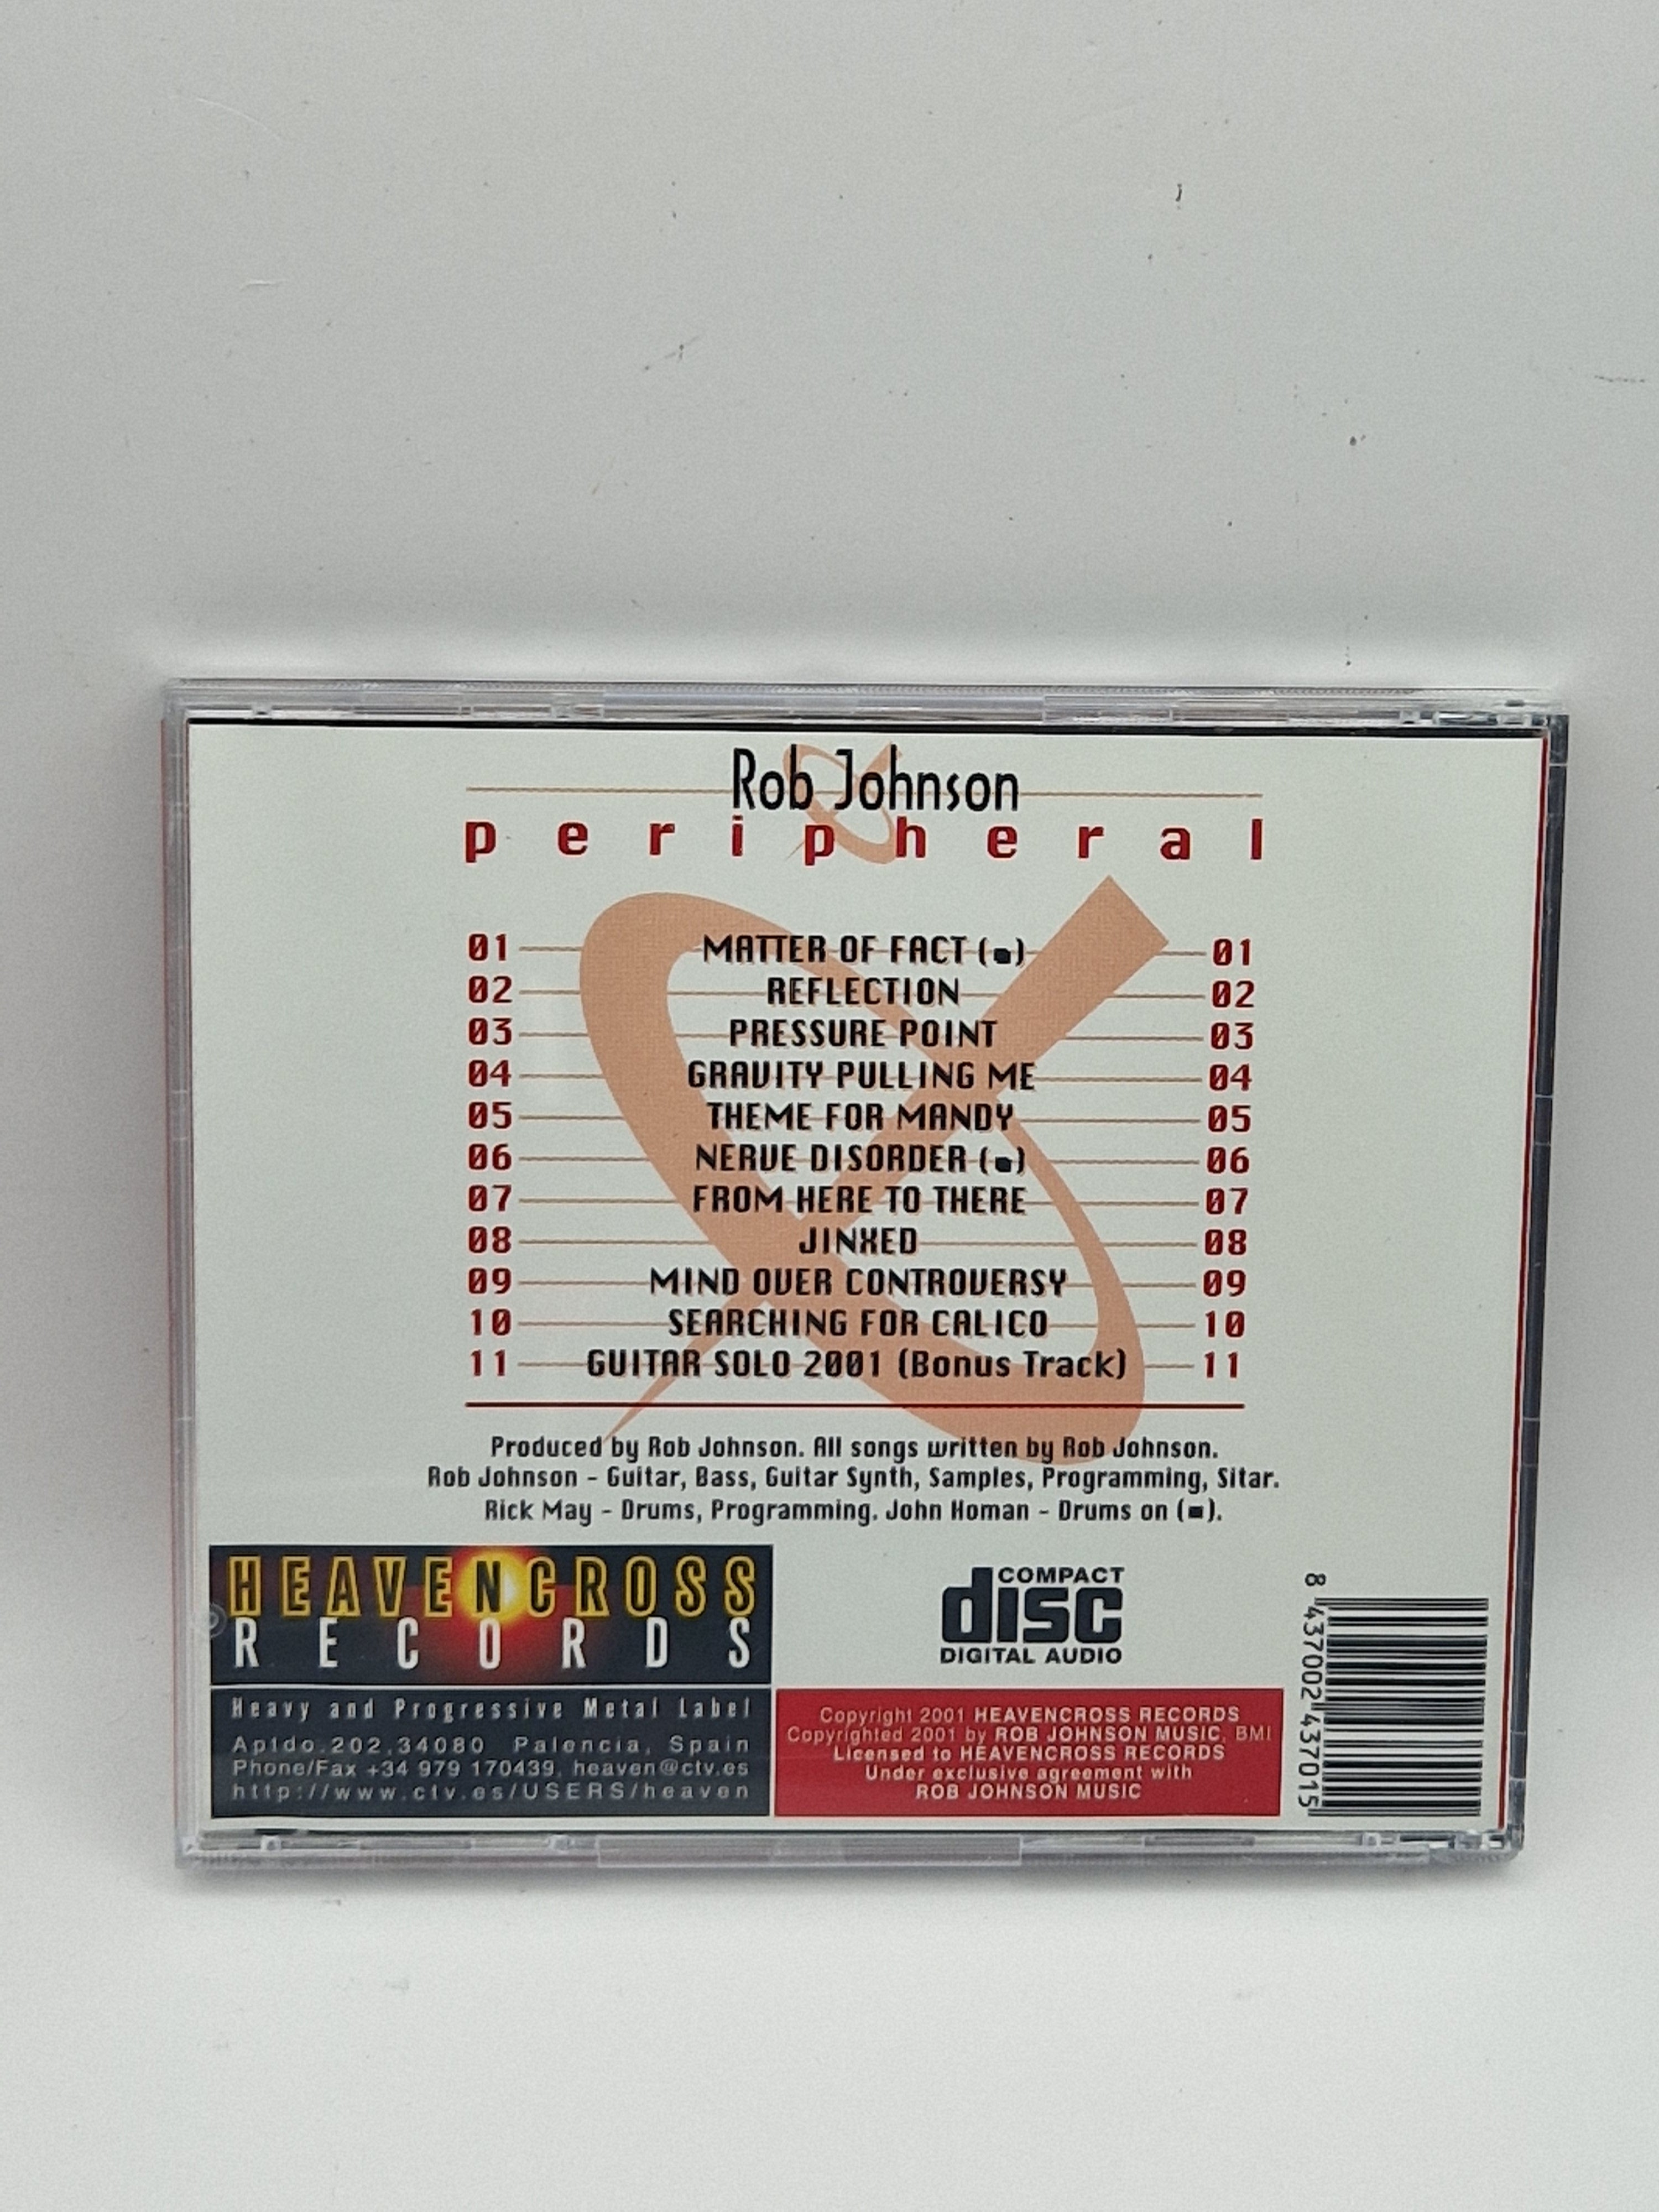 Rob Johnson
peripheral
01 MATTER OF FACT (■) 01
02 REFLECTION 02
03 PRESSURE POINT 03
04 GRAVITY PULLING ME 04
05 THEME FOR MANDY 05
06 NERVE DISORDER (■) 06
07 FROM HERE TO THERE 07
08 JINXED 08
09 MIND OVER CONTROVERSY 09
10 SEARCHING FOR CALICO 10
11 GUITAR SOLO 2001 (Bonus Track) 11
Produced by Rob Johnson. All songs written by Rob Johnson.
Rob Johnson - Guitar, Bass, Guitar Synth, Samples, Programming, Sitar.
Rick May - Drums, Programming. John Homan - Drums on (■).
HEAVENCROSS
RECORDS
Heavy and Progressive Metal Label
Aptdo.202,34080 Palencia, Spain
Phone/Fax +34 979 170439, heaven@ctv.es
http://www.ctv.es/USERS/heaven
COMPACT
disc
DIGITAL AUDIO
Copyright 2001 HEAVENCROSS RECORDS
Copyrighted 2001 by ROB JOHNSON MUSIC, BMI
Licensed to HEAVENCROSS RECORDS
Under exclusive agreement with
ROB JOHNSON MUSIC
8 437002 437015